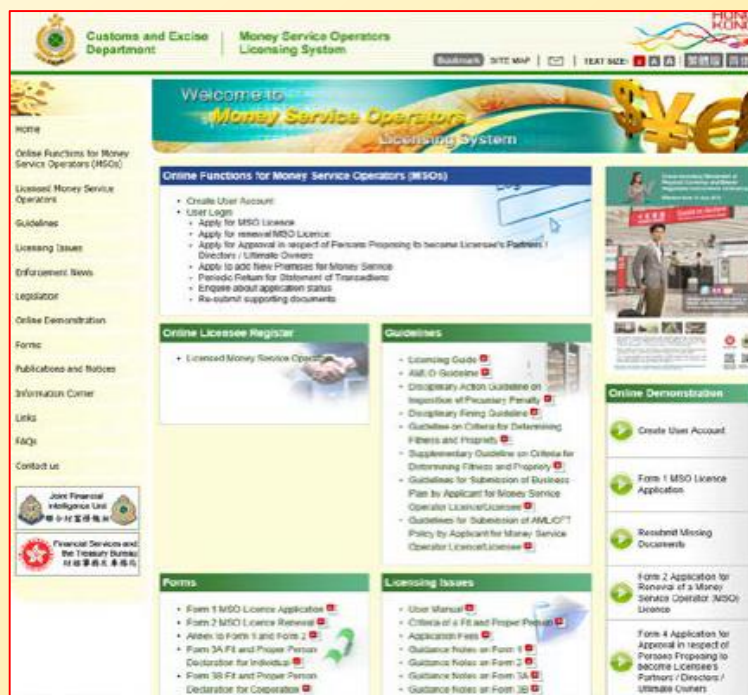 Customs and Excise Department
Money Service Operators Licensing System
HONG KONG
Bookmark SITE MAP TEXT SIZE: A A A 繁體版
Home
Online Functions for Money
Service Operators (MSOs)
Licensed Money Service
Operators
Guidelines
Licensing Issues
Enforcement News
Legislation
Online Demonstration
Forms
Publications and Notices
Information Corner
Links
FAQs
Contact us
Joint Financial
Intelligence Unit
Financial Services and
the Treasury Bureau
Welcome to
Money Service Operators
Licensing System
Online Functions for Money Service Operators (MSOs)
Create User Account
User Login
Apply for MSO Licence
Apply for renewal MSO Licence
Apply for Approval in respect of Persons Proposing to become Licensee's Partners /
Directors / Ultimate Owners
Apply to add New Premises for Money Service
Periodic Return for Statement of Transactions
Enquire about application status
Re-submit supporting documents
Online Licensee Register
Licensed Money Service Operator
Guidelines
Licensing Guide
AMLO Guideline
Disciplinary Action Guideline on
Imposition of Pecuniary Penalty
Disciplinary Fining Guideline
Guideline on Criteria for Determining
Fitness and Propriety
Supplementary Guideline on Criteria for
Determining Fitness and Propriety
Guidelines for Submission of Business
Plan by Applicant for Money Service
Operator Licence/Licensee
Guidelines for Submission of AML/CFT
Policy by Applicant for Money Service
Operator Licence/Licensee
Forms
Form 1 MSO Licence Application
Form 2 MSO Licence Renewal
Annex to Form 1 and Form 2
Form 3A Fit and Proper Person
Declaration for Individual
Form 3B Fit and Proper Person
Declaration for Corporation
Licensing Issues
User Manual
Criteria of a Fit and Proper Person
Application Fees
Guidance Notes on Form 1
Guidance Notes on Form 2
Guidance Notes on Form 3A
Guidance Notes on Form 3B
Online Demonstration
Create User Account
Form 1 MSO Licence
Application
Resubmit Missing
Documents
Form 2 Application for
Renewal of a Money
Service Operator (MSO)
Licence
Form 4 Application for
Approval in respect of
Persons Proposing to
become Licensee's
Partners / Directors /
Ultimate Owners